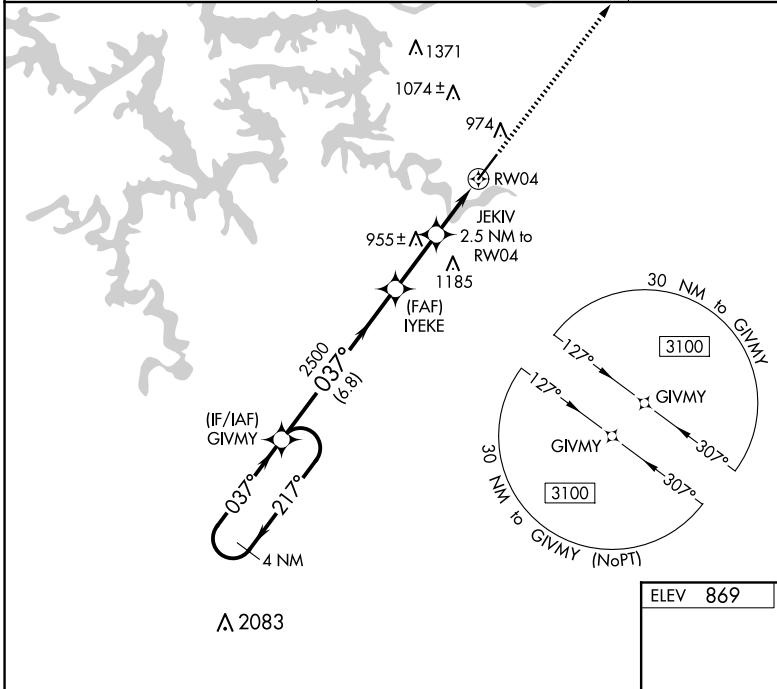 1371
1074 ±
974
RW04
JEKIV
2.5 NM to
RW04
955 ±
1185
(FAF)
IYEKE
2500
037°
(6.8)
(IF/IAF)
GIVMY
037°
217°
4 NM
2083
30 NM to GIVMY
3100
127°
GIVMY
307°
127°
GIVMY
307°
3100
30 NM to GIVMY (NoPT)
ELEV 869